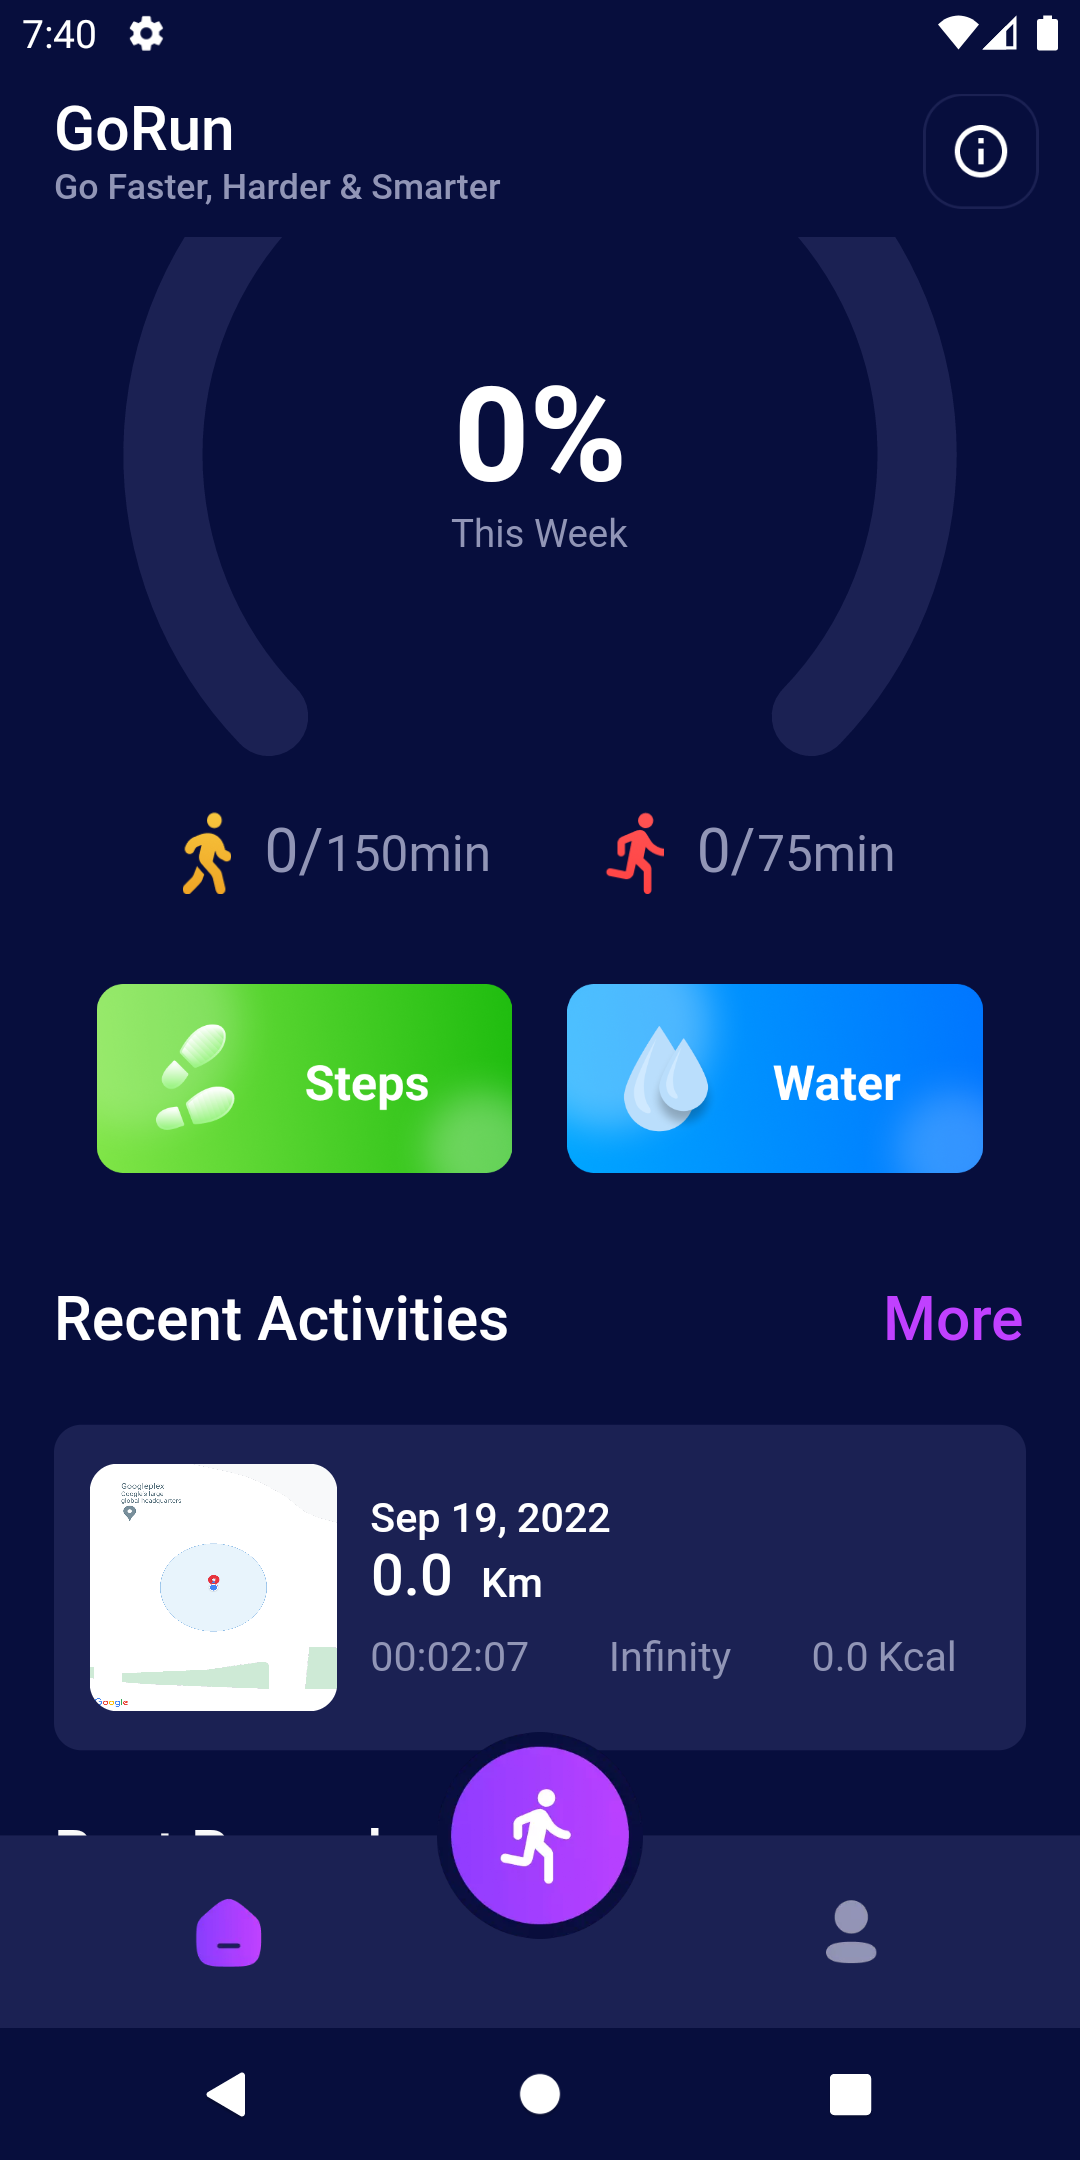 7:40
GoRun
Go Faster, Harder & Smarter
0%
This Week
0/150min
0/75min
Steps
Water
Recent Activities
More
Googleplex
Google's large
global headquarters
Google
Sep 19, 2022
0.0 Km
00:02:07
Infinity
0.0 Kcal